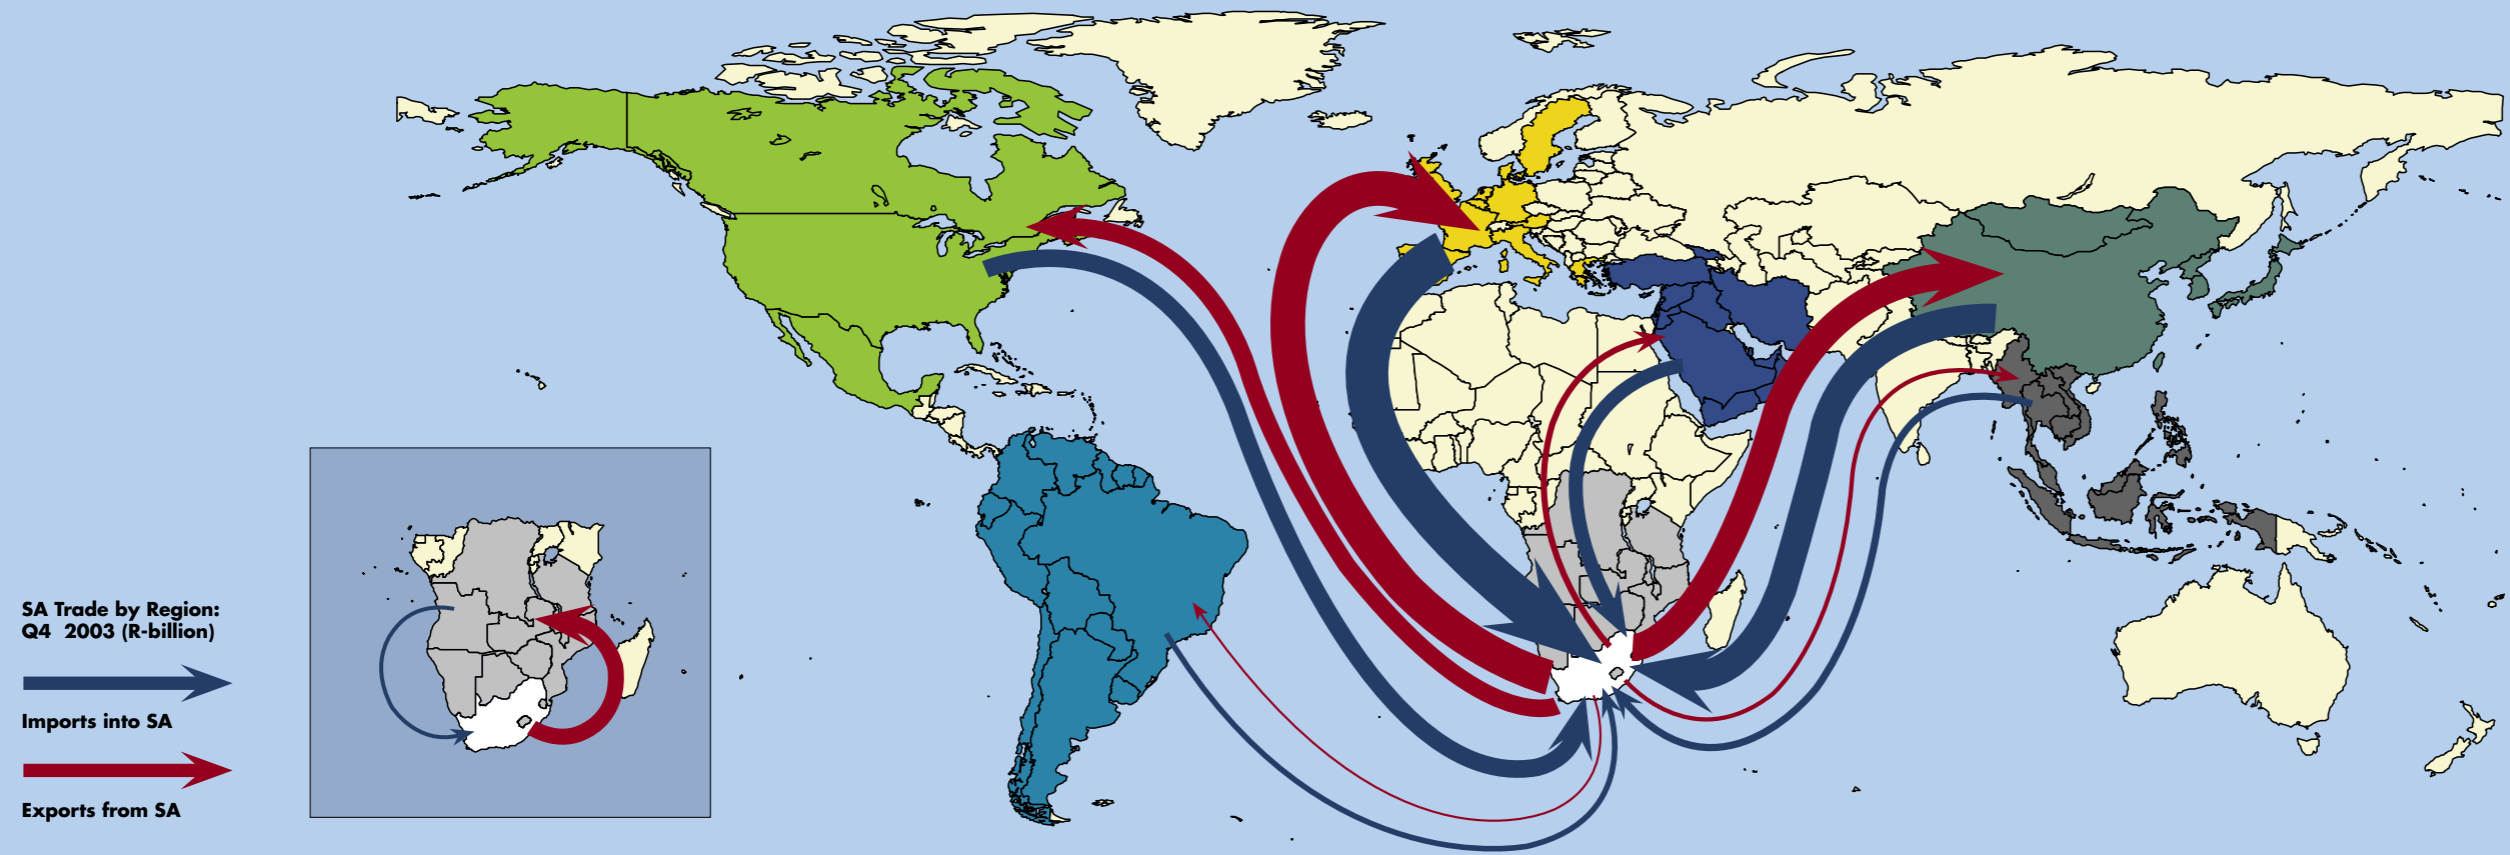 SA Trade by Region:
Q4 2003 (R-billion)
Imports into SA
Exports from SA